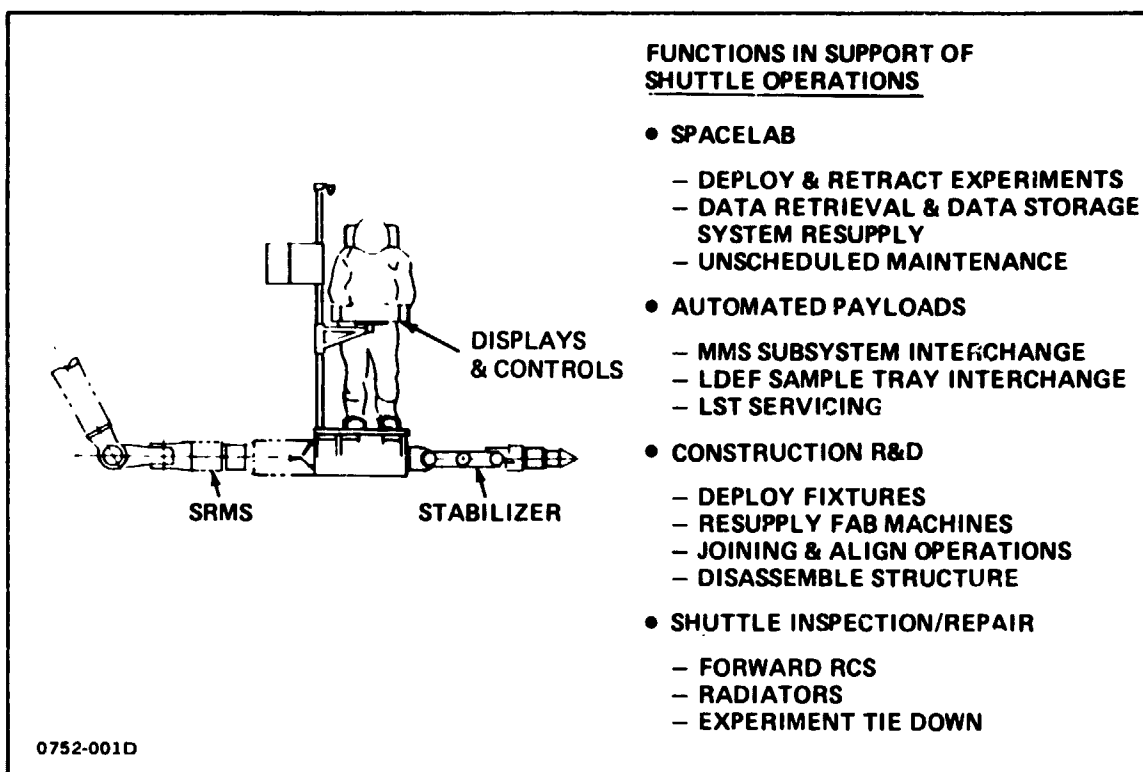 FUNCTIONS IN SUPPORT OF
SHUTTLE OPERATIONS
• SPACELAB
– DEPLOY & RETRACT EXPERIMENTS
– DATA RETRIEVAL & DATA STORAGE
SYSTEM RESUPPLY
– UNSCHEDULED MAINTENANCE
• AUTOMATED PAYLOADS
– MMS SUBSYSTEM INTERCHANGE
– LDEF SAMPLE TRAY INTERCHANGE
– LST SERVICING
• CONSTRUCTION R&D
– DEPLOY FIXTURES
– RESUPPLY FAB MACHINES
– JOINING & ALIGN OPERATIONS
– DISASSEMBLE STRUCTURE
• SHUTTLE INSPECTION/REPAIR
– FORWARD RCS
– RADIATORS
– EXPERIMENT TIE DOWN
DISPLAYS
& CONTROLS
SRMS
STABILIZER
0752-001D